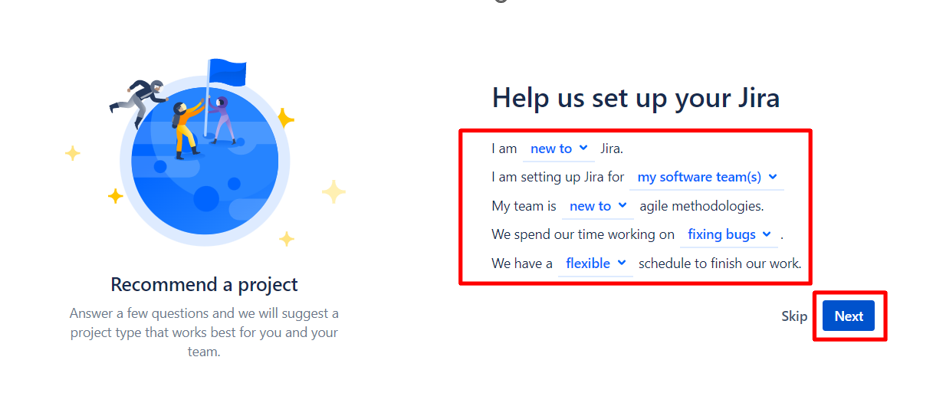 Help us set up your Jira
I am new to Jira.
I am setting up Jira for my software team(s)
My team is new to agile methodologies.
We spend our time working on fixing bugs .
We have a flexible schedule to finish our work.
Recommend a project
Answer a few questions and we will suggest a
project type that works best for you and your
team.
Skip Next